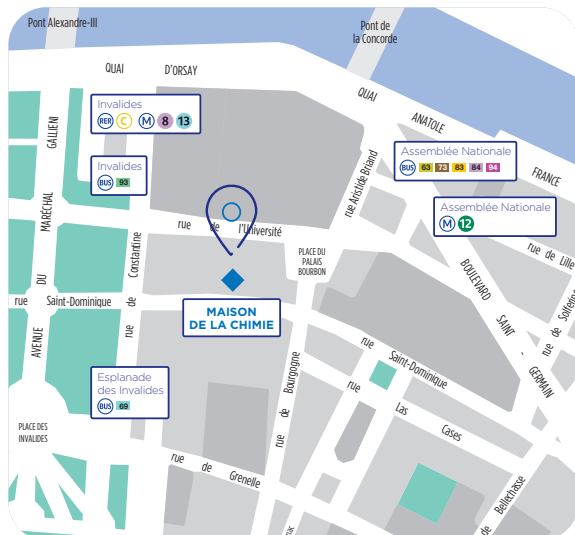 Pont Alexandre-III
Pont de
la Concorde
QUAI D'ORSAY
QUAI ANATOLE FRANCE
Invalides
RER C M 8 13
Invalides
BUS 93
Assemblée Nationale
BUS 63 73 83 84 94
Assemblée Nationale
M 12
AVENUE DU MARÉCHAL GALLIENI
rue de Constantine
rue de l'Université
rue Aristide Briand
PLACE DU
PALAIS
BOURBON
rue de Lille
BOULEVARD SAINT - GERMAIN
rue de Solférino
rue Saint-Dominique
MAISON
DE LA CHIMIE
rue Saint-Dominique
rue de Bourgogne
rue Las Cases
Esplanade
des Invalides
BUS 69
PLACE DES
INVALIDES
rue de Grenelle
de Bellechasse